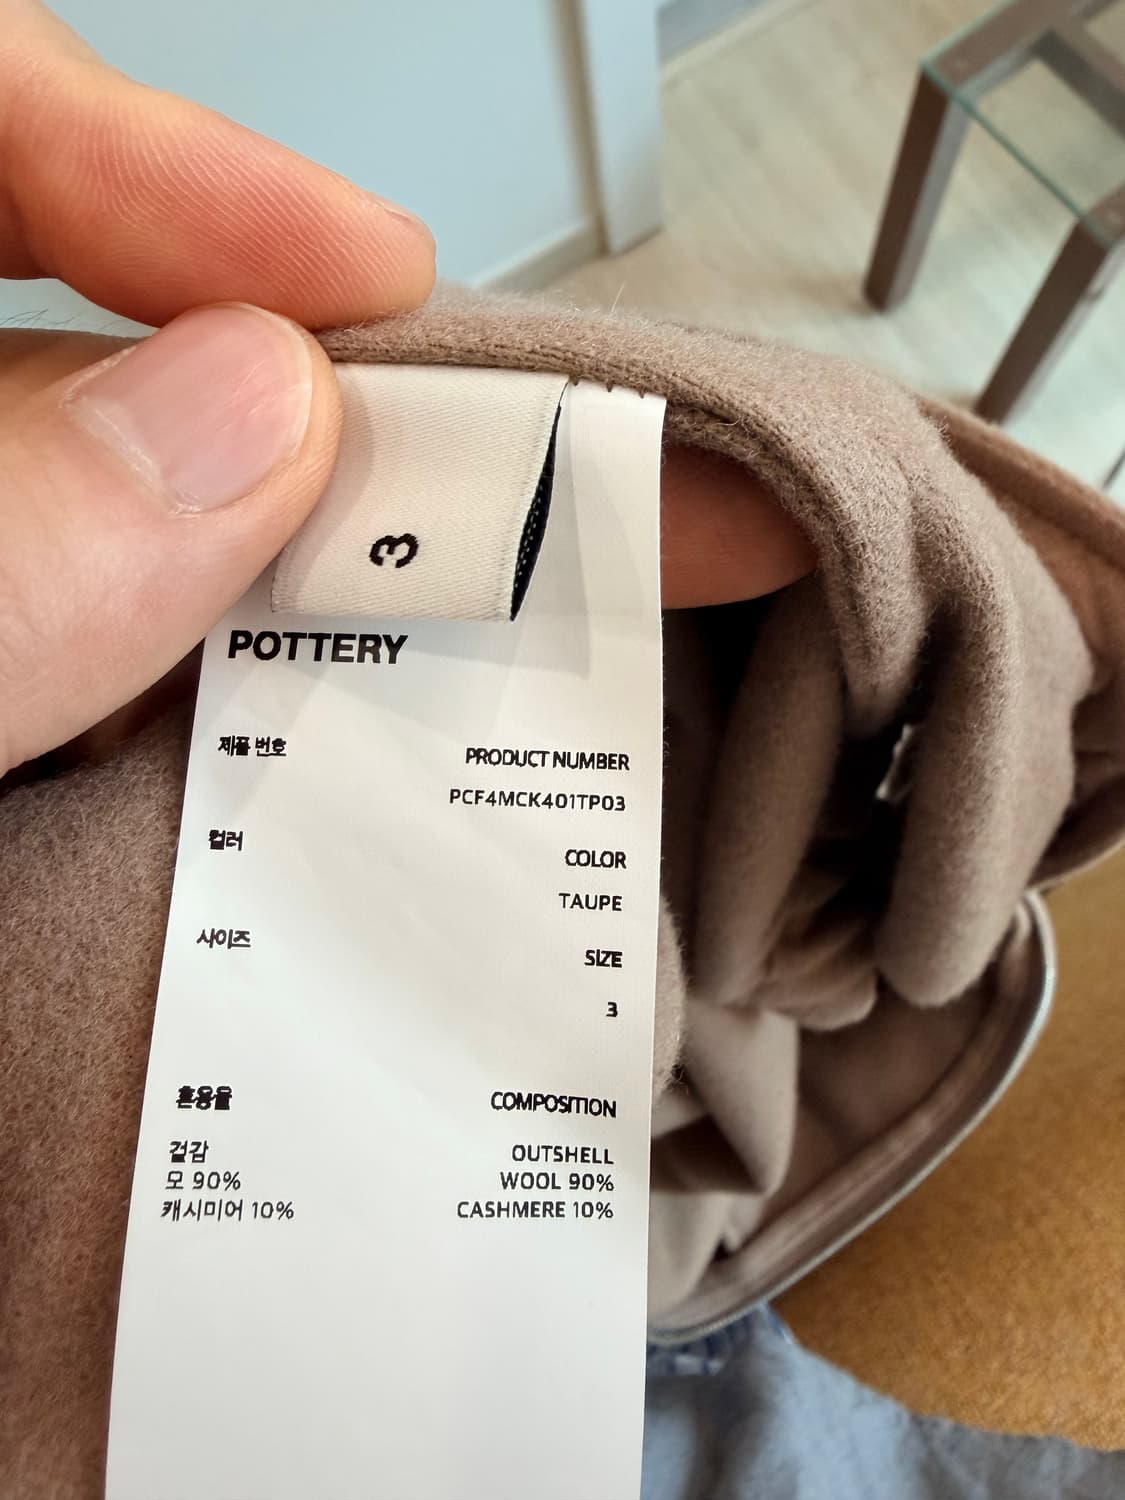 3
POTTERY
제품 번호 PRODUCT NUMBER
PCF4MCK401TP03
컬러 COLOR
TAUPE
사이즈 SIZE
3
혼용율 COMPOSITION
겉감 OUTSHELL
모 90% WOOL 90%
캐시미어 10% CASHMERE 10%